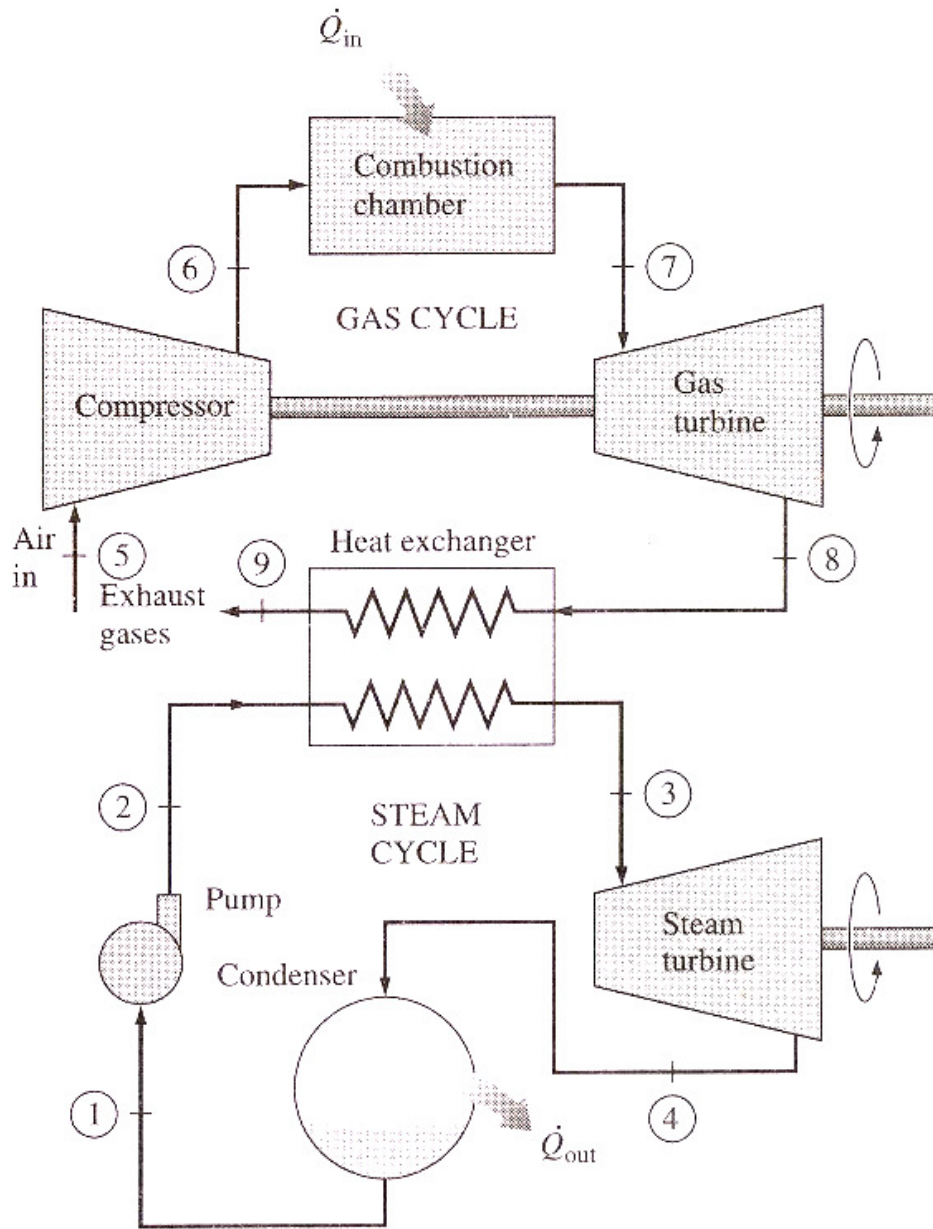 Q̇in
Combustion
chamber
6
7
GAS CYCLE
Compressor
Gas
turbine
Air
in
5
9
Heat exchanger
8
Exhaust
gases
2
3
STEAM
CYCLE
Pump
Steam
turbine
Condenser
1
4
Q̇out